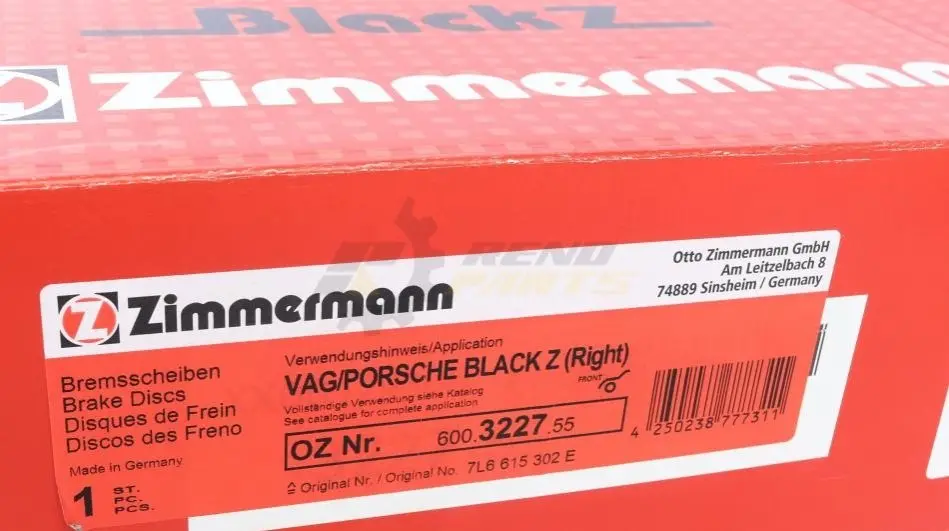 BlackZ
Zimmermann
RENO
PARTS
Otto Zimmermann GmbH
Am Leitzelbach 8
74889 Sinsheim / Germany
Z Zimmermann
Bremsscheiben
Brake Discs
Disques de Frein
Discos des Freno
Made in Germany
1 ST.
PC.
PCS.
Verwendungshinweis/Application
VAG/PORSCHE BLACK Z (Right)
FRONT
Vollständige Verwendung siehe Katalog
See catalogue for complete application
OZ Nr. 600.3227.55
≙ Original Nr. / Original No. 7L6 615 302 E
4 250238 777311